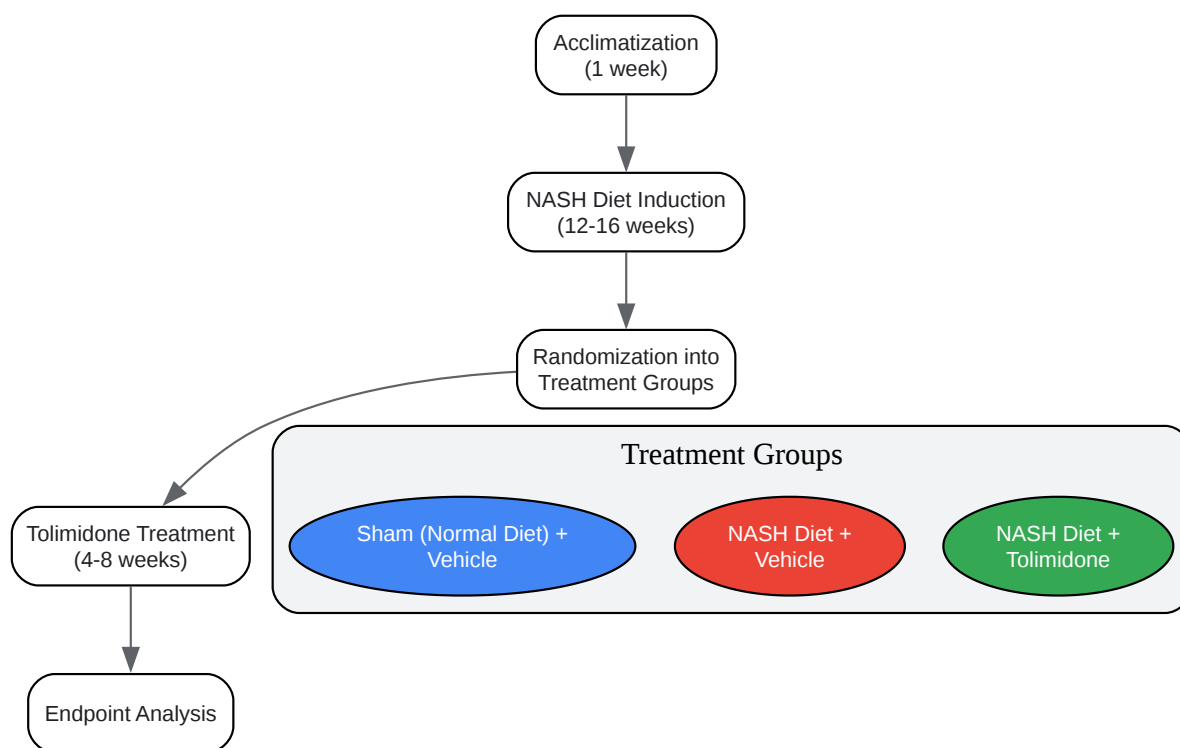 Acclimatization
(1 week)
NASH Diet Induction
(12-16 weeks)
Randomization into
Treatment Groups
Treatment Groups
Sham (Normal Diet) +
Vehicle
NASH Diet +
Vehicle
NASH Diet +
Tolimidone
Tolimidone Treatment
(4-8 weeks)
Endpoint Analysis